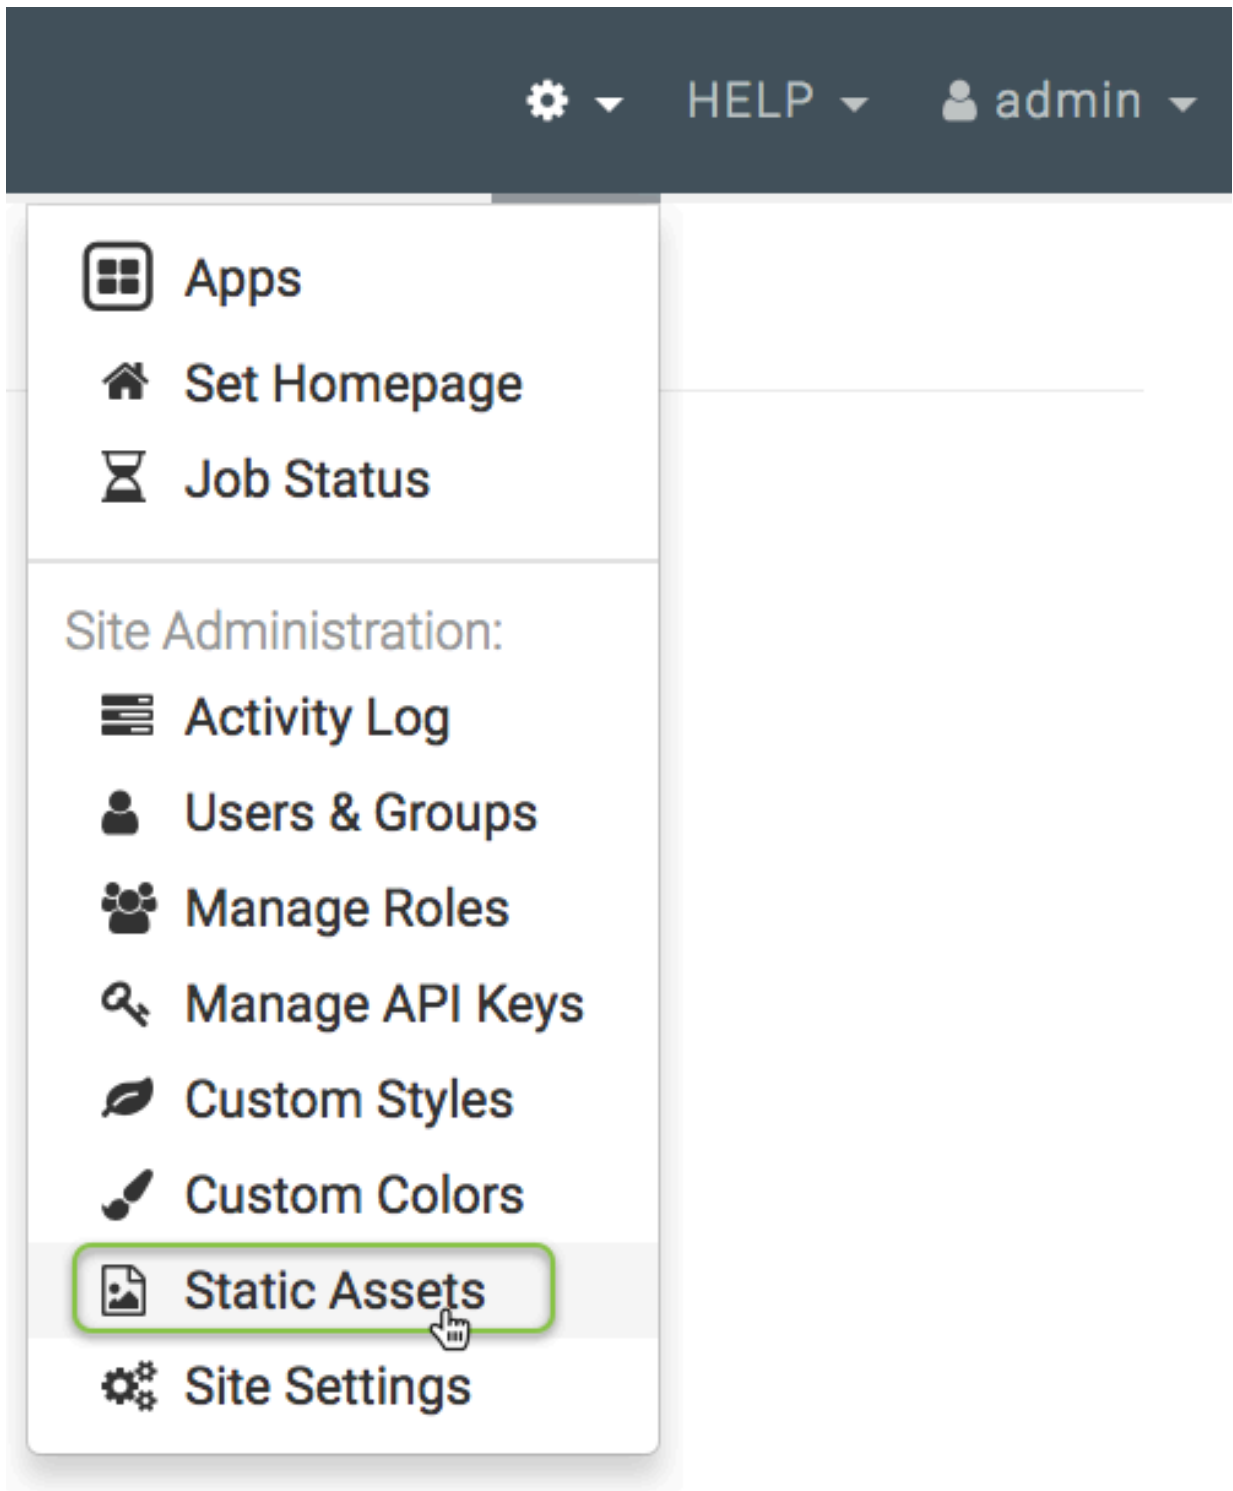 HELP
admin
Apps
Set Homepage
Job Status
Site Administration:
Activity Log
Users & Groups
Manage Roles
Manage API Keys
Custom Styles
Custom Colors
Static Assets
Site Settings